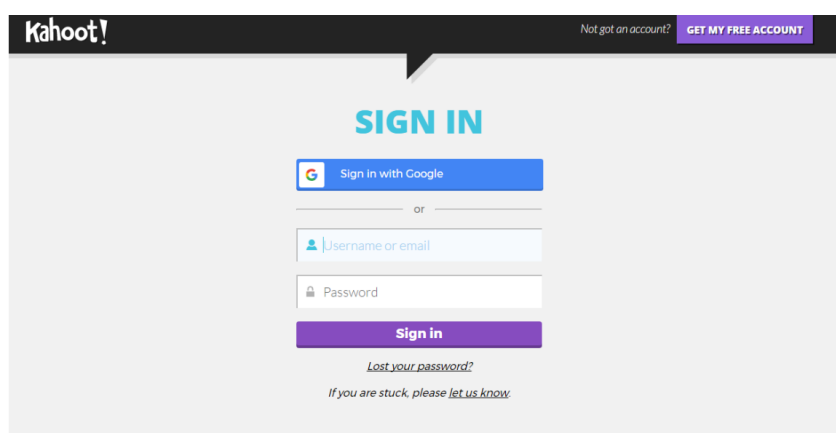 Kahoot!
Not got an account? GET MY FREE ACCOUNT
SIGN IN
G Sign in with Google
or
Username or email
Password
Sign in
Lost your password?
If you are stuck, please let us know.